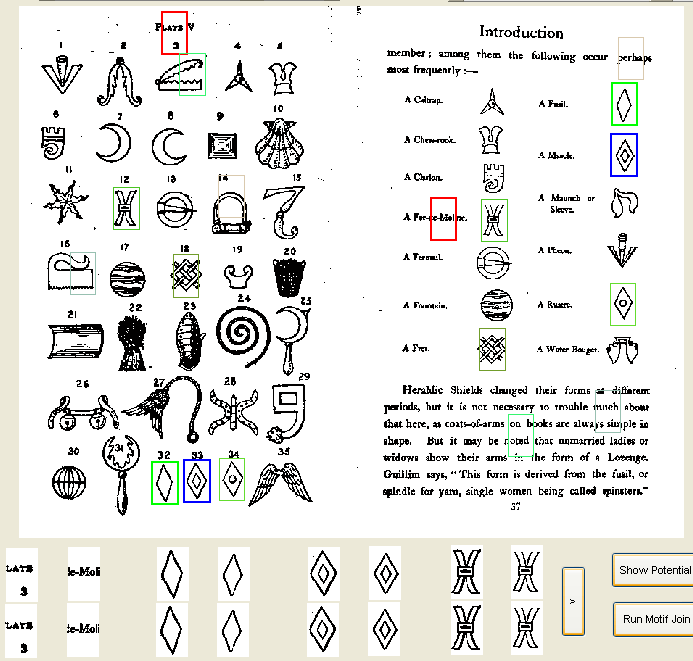 PLATE V
1 2 3 4 5
6 7 8 9 10
11 12 13 14 15
16 17 18 19 20
21 22 23 24 25
26 27 28 29
30 31 32 33 34 35
Introduction
member; among them the following occur perhaps
most frequently:—
A Caltrap. A Fusil.
A Chess-rook. A Mascle.
A Clarion. A Maunch or
Sleeve.
A Fer-de-Moline. A Pheon.
A Fermail.
A Fountain. A Rustre.
A Fret. A Water Bouget.
Heraldic Shields changed their forms at different
periods, but it is not necessary to trouble much about
that here, as coats-of-arms on books are always simple in
shape. But it may be noted that unmarried ladies or
widows show their arms in the form of a Lozenge.
Guillim says, "This form is derived from the fusil, or
spindle for yarn, single women being called spinsters."
57
LATE
3
le-Moli
LATE
3
le-Moli
Show Potential
Run Motif Join